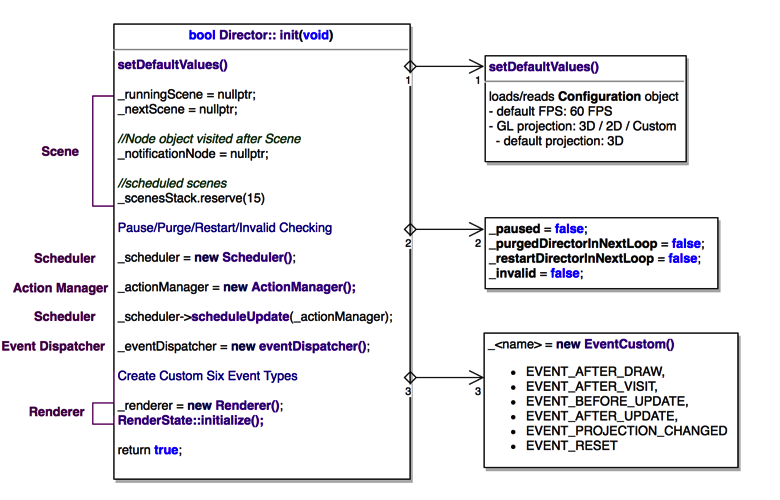 bool Director:: init(void)
setDefaultValues()
1
1
setDefaultValues()
_runningScene = nullptr;
_nextScene = nullptr;
//Node object visited after Scene
_notificationNode = nullptr;
Scene
//scheduled scenes
_scenesStack.reserve(15)
loads/reads Configuration object
- default FPS: 60 FPS
- GL projection: 3D / 2D / Custom
- default projection: 3D
Pause/Purge/Restart/Invalid Checking
2
2
_paused = false;
_purgedDirectorInNextLoop = false;
_restartDirectorInNextLoop = false;
_invalid = false;
Scheduler
_scheduler = new Scheduler();
Action Manager
_actionManager = new ActionManager();
Scheduler
_scheduler->scheduleUpdate(_actionManager);
Event Dispatcher
_eventDispatcher = new eventDispatcher();
Create Custom Six Event Types
3
3
_<name> = new EventCustom()
• EVENT_AFTER_DRAW,
• EVENT_AFTER_VISIT,
• EVENT_BEFORE_UPDATE,
• EVENT_AFTER_UPDATE,
• EVENT_PROJECTION_CHANGED
• EVENT_RESET
Renderer
_renderer = new Renderer();
RenderState::initialize();
return true;